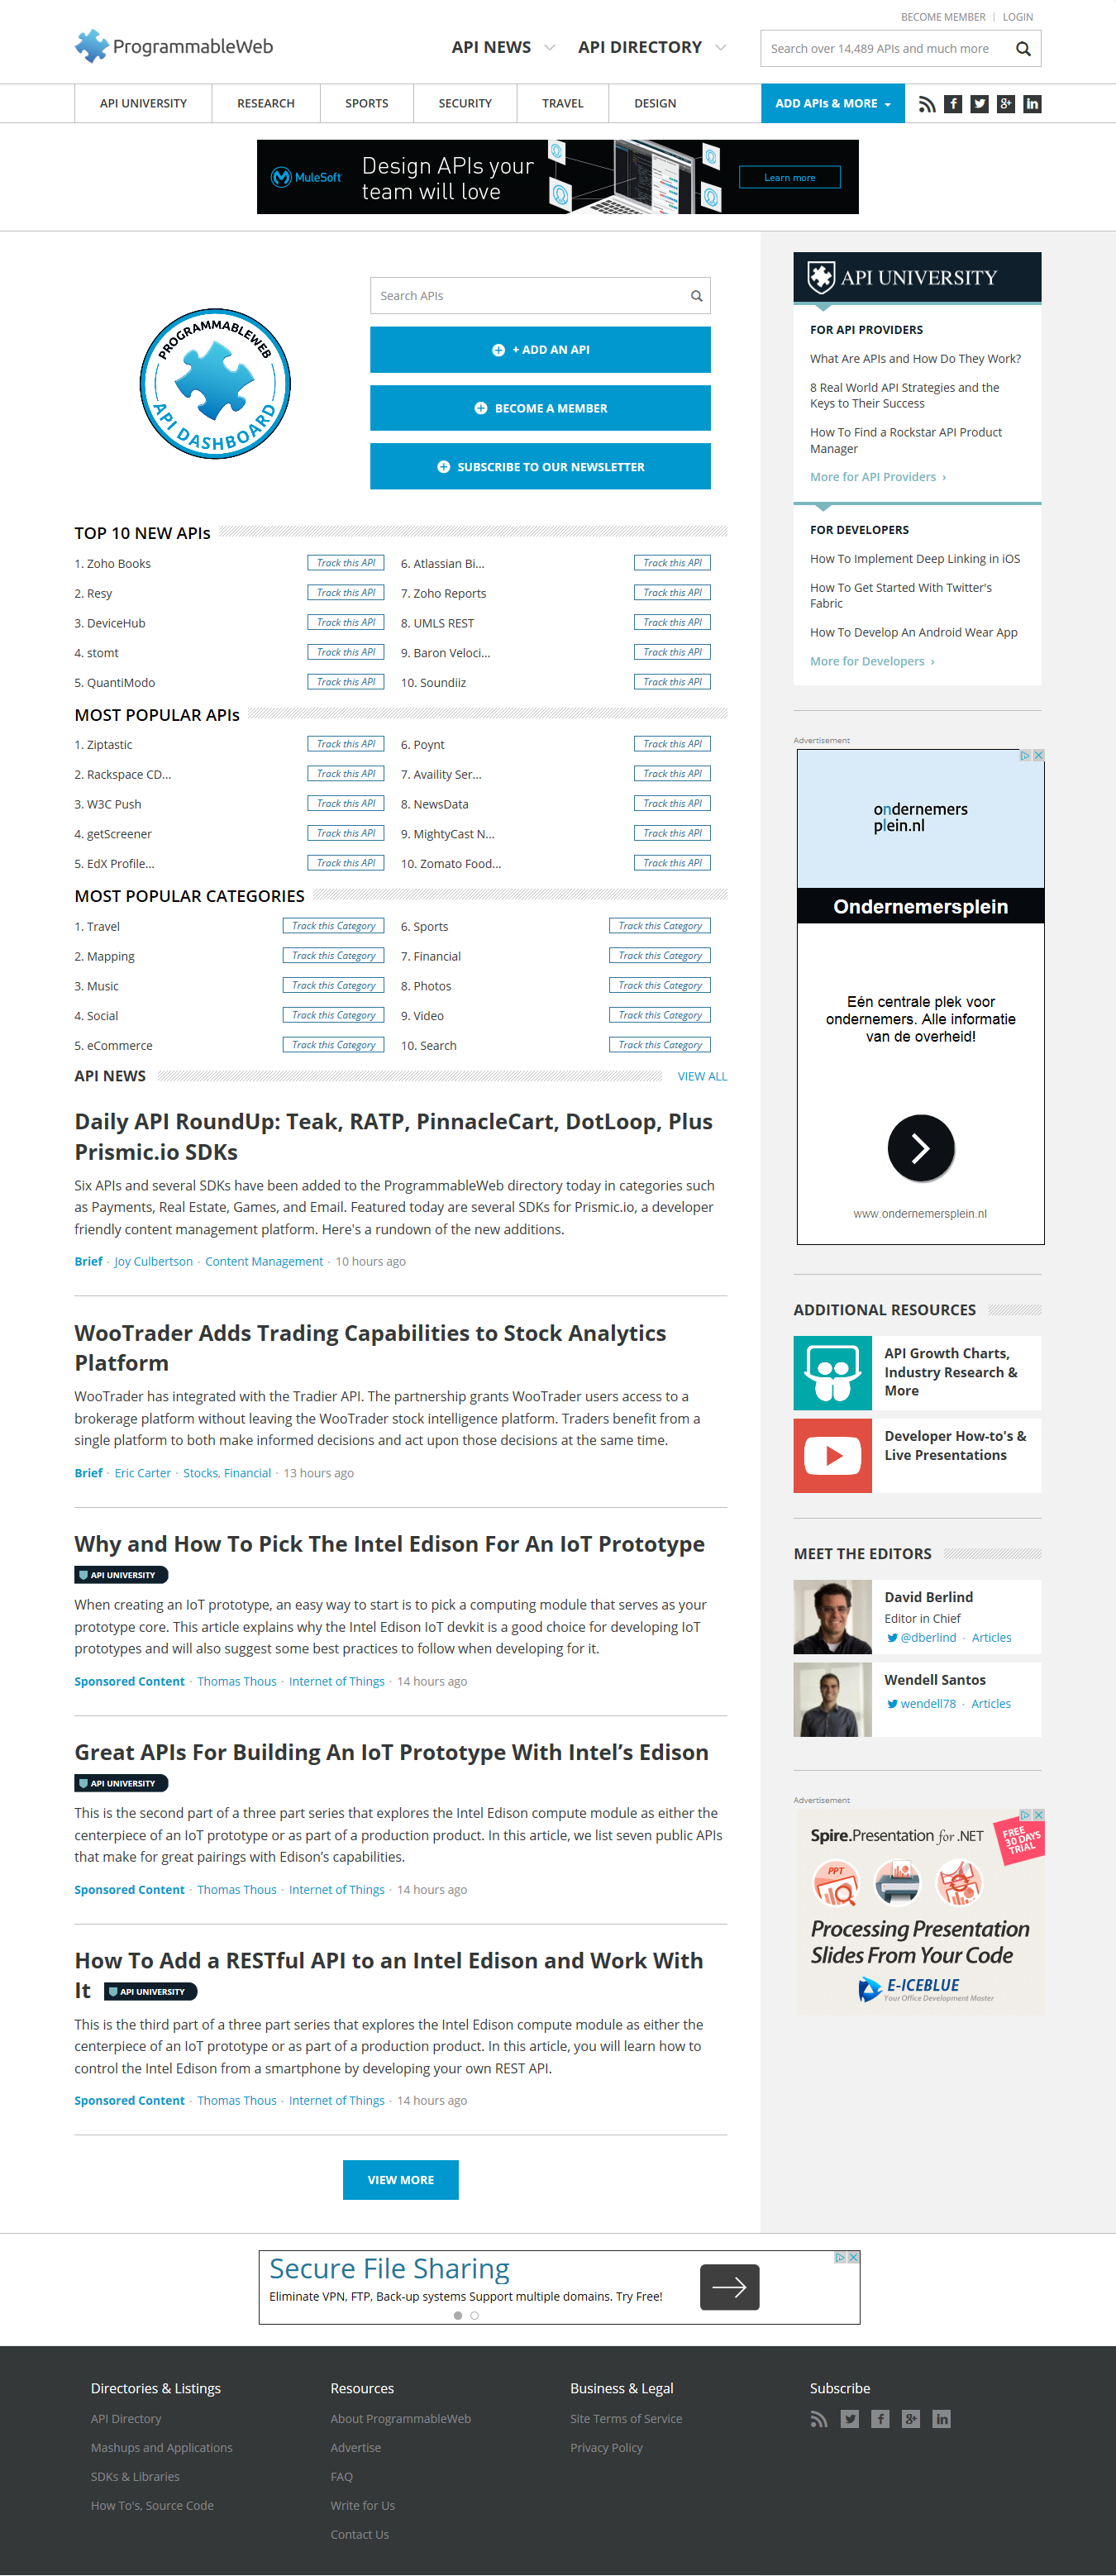 BECOME MEMBER | LOGIN
ProgrammableWeb
API NEWS
API DIRECTORY
Search over 14,489 APIs and much more
API UNIVERSITY
RESEARCH
SPORTS
SECURITY
TRAVEL
DESIGN
ADD APIs & MORE
MuleSoft
Design APIs your
team will love
Learn more
PROGRAMMABLEWEB
API DASHBOARD
Search APIs
+ ADD AN API
BECOME A MEMBER
SUBSCRIBE TO OUR NEWSLETTER
TOP 10 NEW APIs
1. Zoho Books Track this API 6. Atlassian Bi... Track this API
2. Resy Track this API 7. Zoho Reports Track this API
3. DeviceHub Track this API 8. UMLS REST Track this API
4. stomt Track this API 9. Baron Veloci... Track this API
5. QuantiModo Track this API 10. Soundiiz Track this API
MOST POPULAR APIs
1. Ziptastic Track this API 6. Poynt Track this API
2. Rackspace CD... Track this API 7. Availity Ser... Track this API
3. W3C Push Track this API 8. NewsData Track this API
4. getScreener Track this API 9. MightyCast N... Track this API
5. EdX Profile... Track this API 10. Zomato Food... Track this API
MOST POPULAR CATEGORIES
1. Travel Track this Category 6. Sports Track this Category
2. Mapping Track this Category 7. Financial Track this Category
3. Music Track this Category 8. Photos Track this Category
4. Social Track this Category 9. Video Track this Category
5. eCommerce Track this Category 10. Search Track this Category
API NEWS VIEW ALL
Daily API RoundUp: Teak, RATP, PinnacleCart, DotLoop, Plus
Prismic.io SDKs
Six APIs and several SDKs have been added to the ProgrammableWeb directory today in categories such
as Payments, Real Estate, Games, and Email. Featured today are several SDKs for Prismic.io, a developer
friendly content management platform. Here's a rundown of the new additions.
Brief · Joy Culbertson · Content Management · 10 hours ago
WooTrader Adds Trading Capabilities to Stock Analytics
Platform
WooTrader has integrated with the Tradier API. The partnership grants WooTrader users access to a
brokerage platform without leaving the WooTrader stock intelligence platform. Traders benefit from a
single platform to both make informed decisions and act upon those decisions at the same time.
Brief · Eric Carter · Stocks, Financial · 13 hours ago
Why and How To Pick The Intel Edison For An IoT Prototype
API UNIVERSITY
When creating an IoT prototype, an easy way to start is to pick a computing module that serves as your
prototype core. This article explains why the Intel Edison IoT devkit is a good choice for developing IoT
prototypes and will also suggest some best practices to follow when developing for it.
Sponsored Content · Thomas Thous · Internet of Things · 14 hours ago
Great APIs For Building An IoT Prototype With Intel’s Edison
API UNIVERSITY
This is the second part of a three part series that explores the Intel Edison compute module as either the
centerpiece of an IoT prototype or as part of a production product. In this article, we list seven public APIs
that make for great pairings with Edison’s capabilities.
Sponsored Content · Thomas Thous · Internet of Things · 14 hours ago
How To Add a RESTful API to an Intel Edison and Work With
It API UNIVERSITY
This is the third part of a three part series that explores the Intel Edison compute module as either the
centerpiece of an IoT prototype or as part of a production product. In this article, you will learn how to
control the Intel Edison from a smartphone by developing your own REST API.
Sponsored Content · Thomas Thous · Internet of Things · 14 hours ago
VIEW MORE
API UNIVERSITY
FOR API PROVIDERS
What Are APIs and How Do They Work?
8 Real World API Strategies and the
Keys to Their Success
How To Find a Rockstar API Product
Manager
More for API Providers ›
FOR DEVELOPERS
How To Implement Deep Linking in iOS
How To Get Started With Twitter's
Fabric
How To Develop An Android Wear App
More for Developers ›
Advertisement
ondernemers
plein.nl
Ondernemersplein
Eén centrale plek voor
ondernemers. Alle informatie
van de overheid!
www.ondernemersplein.nl
ADDITIONAL RESOURCES
API Growth Charts,
Industry Research &
More
Developer How-to's &
Live Presentations
MEET THE EDITORS
David Berlind
Editor in Chief
@dberlind · Articles
Wendell Santos
wendell78 · Articles
Advertisement
Spire.Presentation for .NET
FREE
30 DAYS
TRIAL
PPT
Processing Presentation
Slides From Your Code
E-ICEBLUE
Your Office Development Master
Secure File Sharing
Eliminate VPN, FTP, Back-up systems Support multiple domains. Try Free!
Directories & Listings
API Directory
Mashups and Applications
SDKs & Libraries
How To's, Source Code
Resources
About ProgrammableWeb
Advertise
FAQ
Write for Us
Contact Us
Business & Legal
Site Terms of Service
Privacy Policy
Subscribe